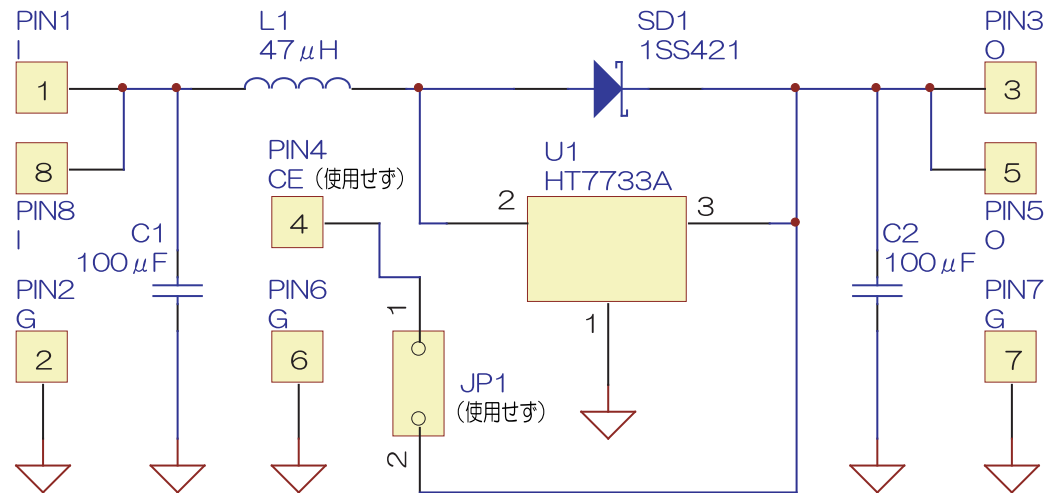 PIN1
I
1
8
PIN8
I
C1
100μF
PIN2
G
2
L1
47μH
PIN4
CE（使用せず）
4
PIN6
G
6
1
2
JP1
（使用せず）
SD1
1SS421
U1
HT7733A
2
3
1
C2
100μF
PIN3
O
3
5
PIN5
O
PIN7
G
7